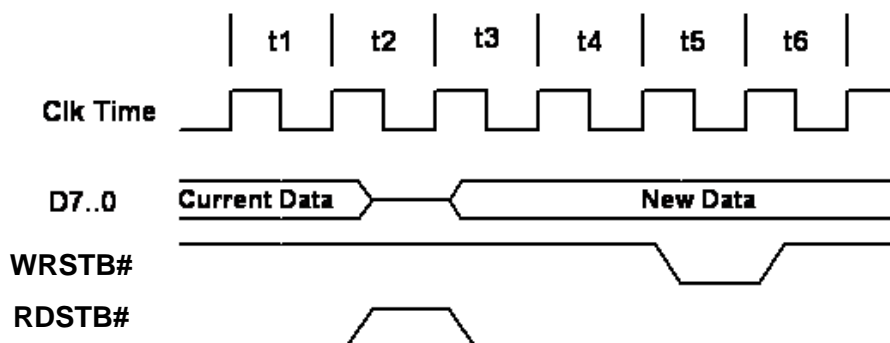 t1 t2 t3 t4 t5 t6
Clk Time
D7..0 Current Data New Data
WRSTB#
RDSTB#